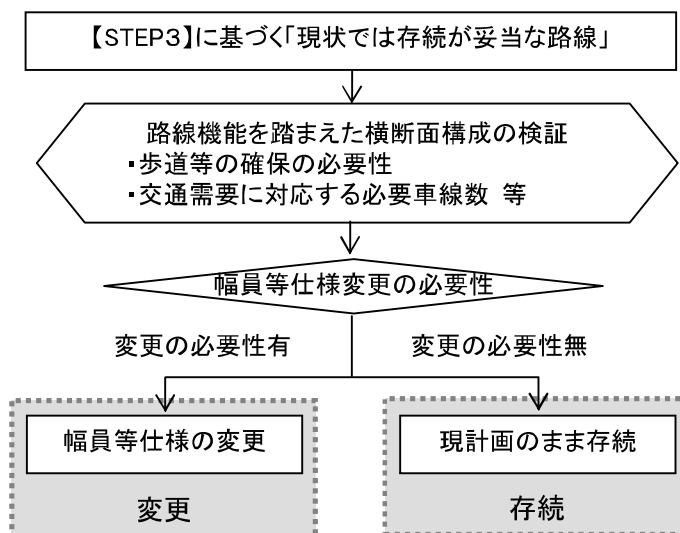 【STEP3】に基づく「現状では存続が妥当な路線」
路線機能を踏まえた横断面構成の検証
・歩道等の確保の必要性
・交通需要に対応する必要車線数 等
幅員等仕様変更の必要性
変更の必要性有
変更の必要性無
幅員等仕様の変更
現計画のまま存続
変更
存続